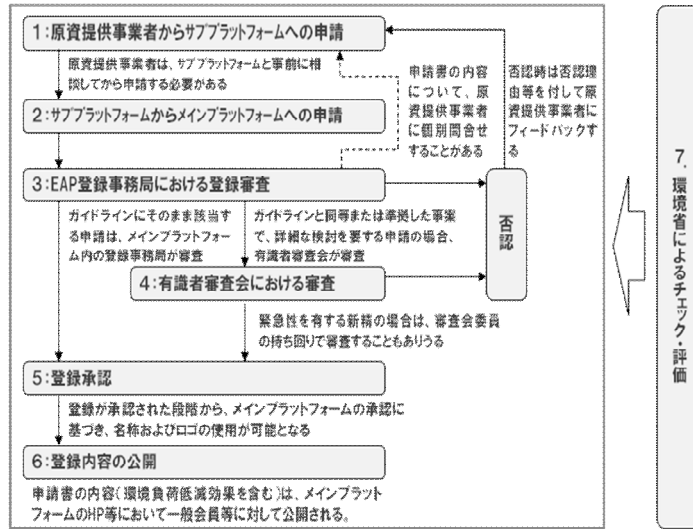 1:原資提供事業者からサブプラットフォームへの申請
原資提供事業者は、サブプラットフォームと事前に相
談してから申請する必要がある
申請書の内容
について、原
資提供事業者
に個別問合せ
することがある
否認時は否認理
由等を付して原
資提供事業者に
フィードバックす
る
2:サブプラットフォームからメインプラットフォームへの申請
3:EAP登録事務局における登録審査
ガイドラインにそのまま該当す
る申請は、メインプラットフォー
ム内の登録事務局が審査
ガイドラインと同等または準拠した事案
で、詳細な検討を要する申請の場合、
有識者審査会が審査
否認
4:有識者審査会における審査
緊急性を有する新精の場合は、審査会委員
の持ち回りで審査することもありうる
5:登録承認
登録が承認された段階から、メインプラットフォームの承認に
基づき、名称およびロゴの使用が可能となる
6:登録内容の公開
申請書の内容(環境負荷低減効果を含む)は、メインプラット
フォームのHP等において一般会員等に対して公開される。
7.環境省によるチェック・評価